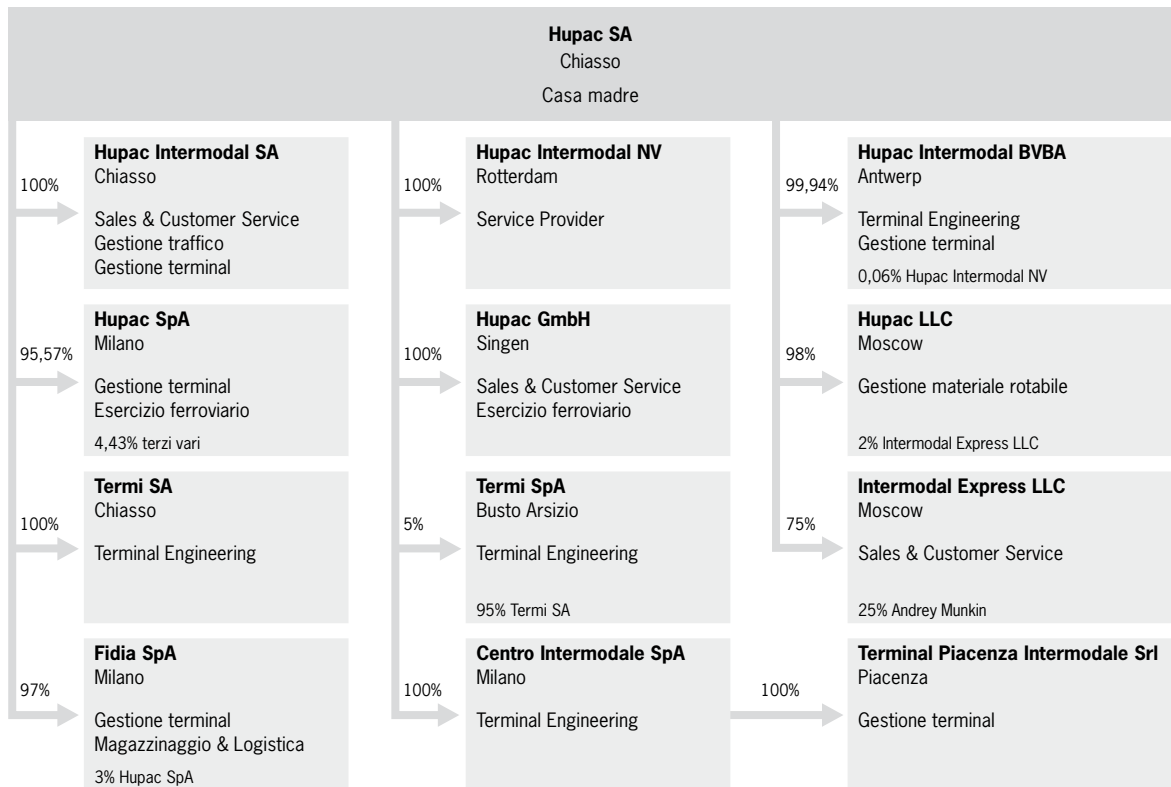 Hupac SA
Chiasso
Casa madre
100%
Hupac Intermodal SA
Chiasso
Sales & Customer Service
Gestione traffico
Gestione terminal
95,57%
Hupac SpA
Milano
Gestione terminal
Esercizio ferroviario
4,43% terzi vari
100%
Termi SA
Chiasso
Terminal Engineering
97%
Fidia SpA
Milano
Gestione terminal
Magazzinaggio & Logistica
3% Hupac SpA
100%
Hupac Intermodal NV
Rotterdam
Service Provider
100%
Hupac GmbH
Singen
Sales & Customer Service
Esercizio ferroviario
5%
Termi SpA
Busto Arsizio
Terminal Engineering
95% Termi SA
100%
Centro Intermodale SpA
Milano
Terminal Engineering
99,94%
Hupac Intermodal BVBA
Antwerp
Terminal Engineering
Gestione terminal
0,06% Hupac Intermodal NV
98%
Hupac LLC
Moscow
Gestione materiale rotabile
2% Intermodal Express LLC
75%
Intermodal Express LLC
Moscow
Sales & Customer Service
25% Andrey Munkin
100%
Terminal Piacenza Intermodale Srl
Piacenza
Gestione terminal